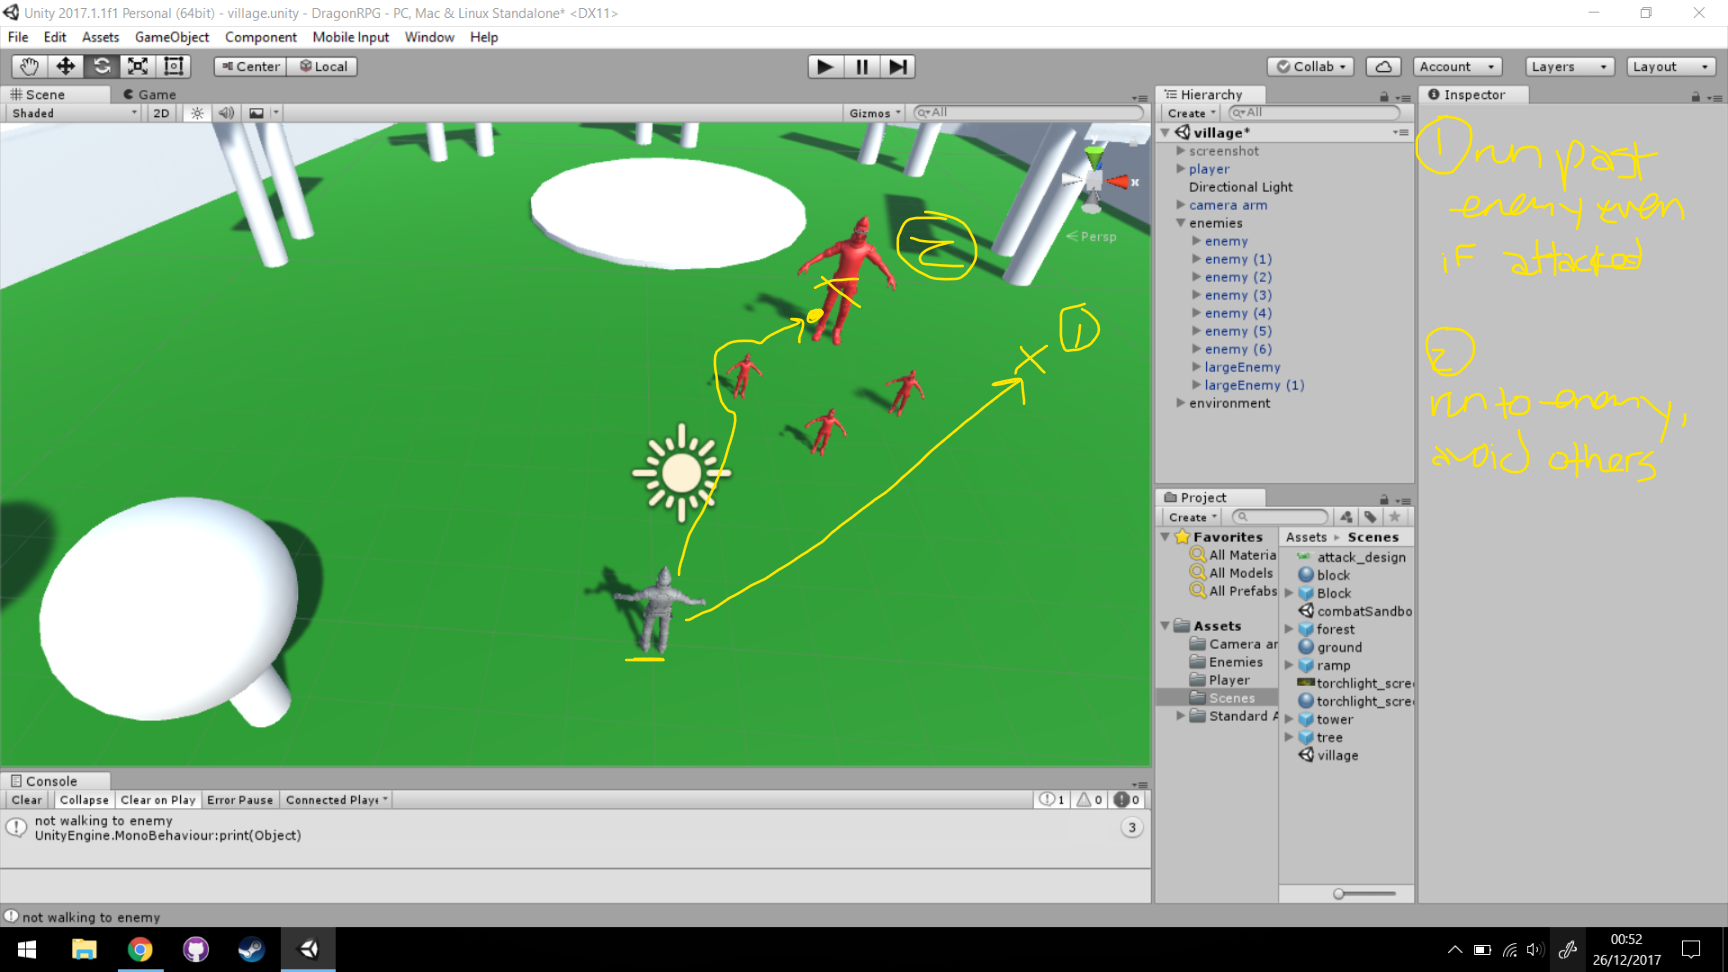 Unity 2017.1.1f1 Personal (64bit) - village.unity - DragonRPG - PC, Mac & Linux Standalone* <DX11>
File Edit Assets GameObject Component Mobile Input Window Help
Center Local Collab Account Layers Layout
Scene Game
Shaded 2D Gizmos All
Persp
x
2
1
Hierarchy
Create All
village*
screenshot
player
Directional Light
camera arm
enemies
enemy
enemy (1)
enemy (2)
enemy (3)
enemy (4)
enemy (5)
enemy (6)
largeEnemy
largeEnemy (1)
environment
Inspector
1 run past
enemy even
if attacked
2
run to enemy,
avoid others
Project
Create
Favorites
All Materia
All Models
All Prefabs
Assets
Camera ar
Enemies
Player
Scenes
Standard A
Assets Scenes
attack_design
block
Block
combatSandbo
forest
ground
ramp
torchlight_scre
torchlight_scre
tower
tree
village
Console
Clear Collapse Clear on Play Error Pause Connected Playe 1 0 0
not walking to enemy
UnityEngine.MonoBehaviour:print(Object)
3
not walking to enemy
00:52
26/12/2017